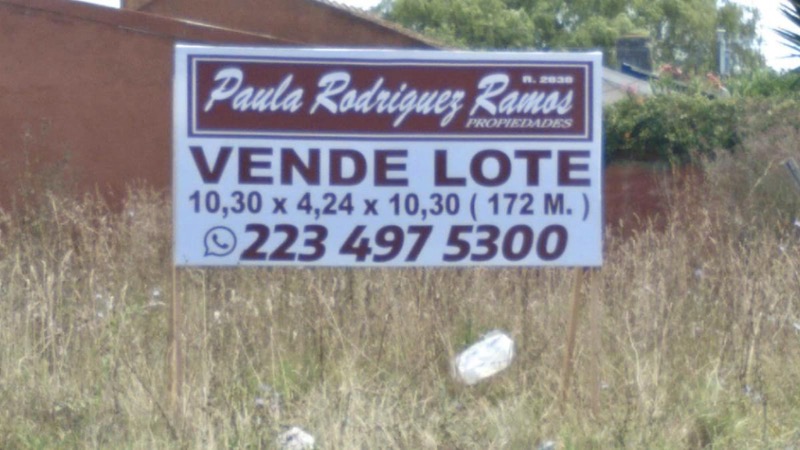 R. 2838
Paula Rodriguez Ramos
PROPIEDADES
VENDE LOTE
10,30 x 4,24 x 10,30 ( 172 M. )
223 497 5300